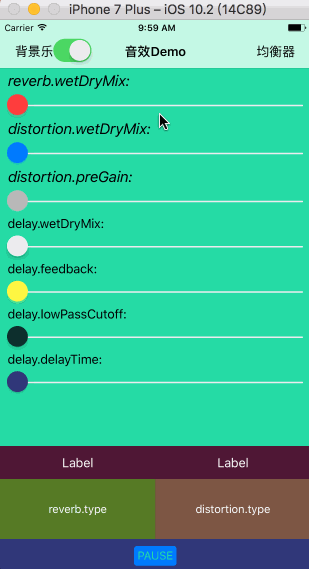 iPhone 7 Plus – iOS 10.2 (14C89)
Carrier 9:59 AM
背景乐 音效Demo 均衡器
reverb.wetDryMix:
distortion.wetDryMix:
distortion.preGain:
delay.wetDryMix:
delay.feedback:
delay.lowPassCutoff:
delay.delayTime:
Label Label
reverb.type distortion.type
PAUSE